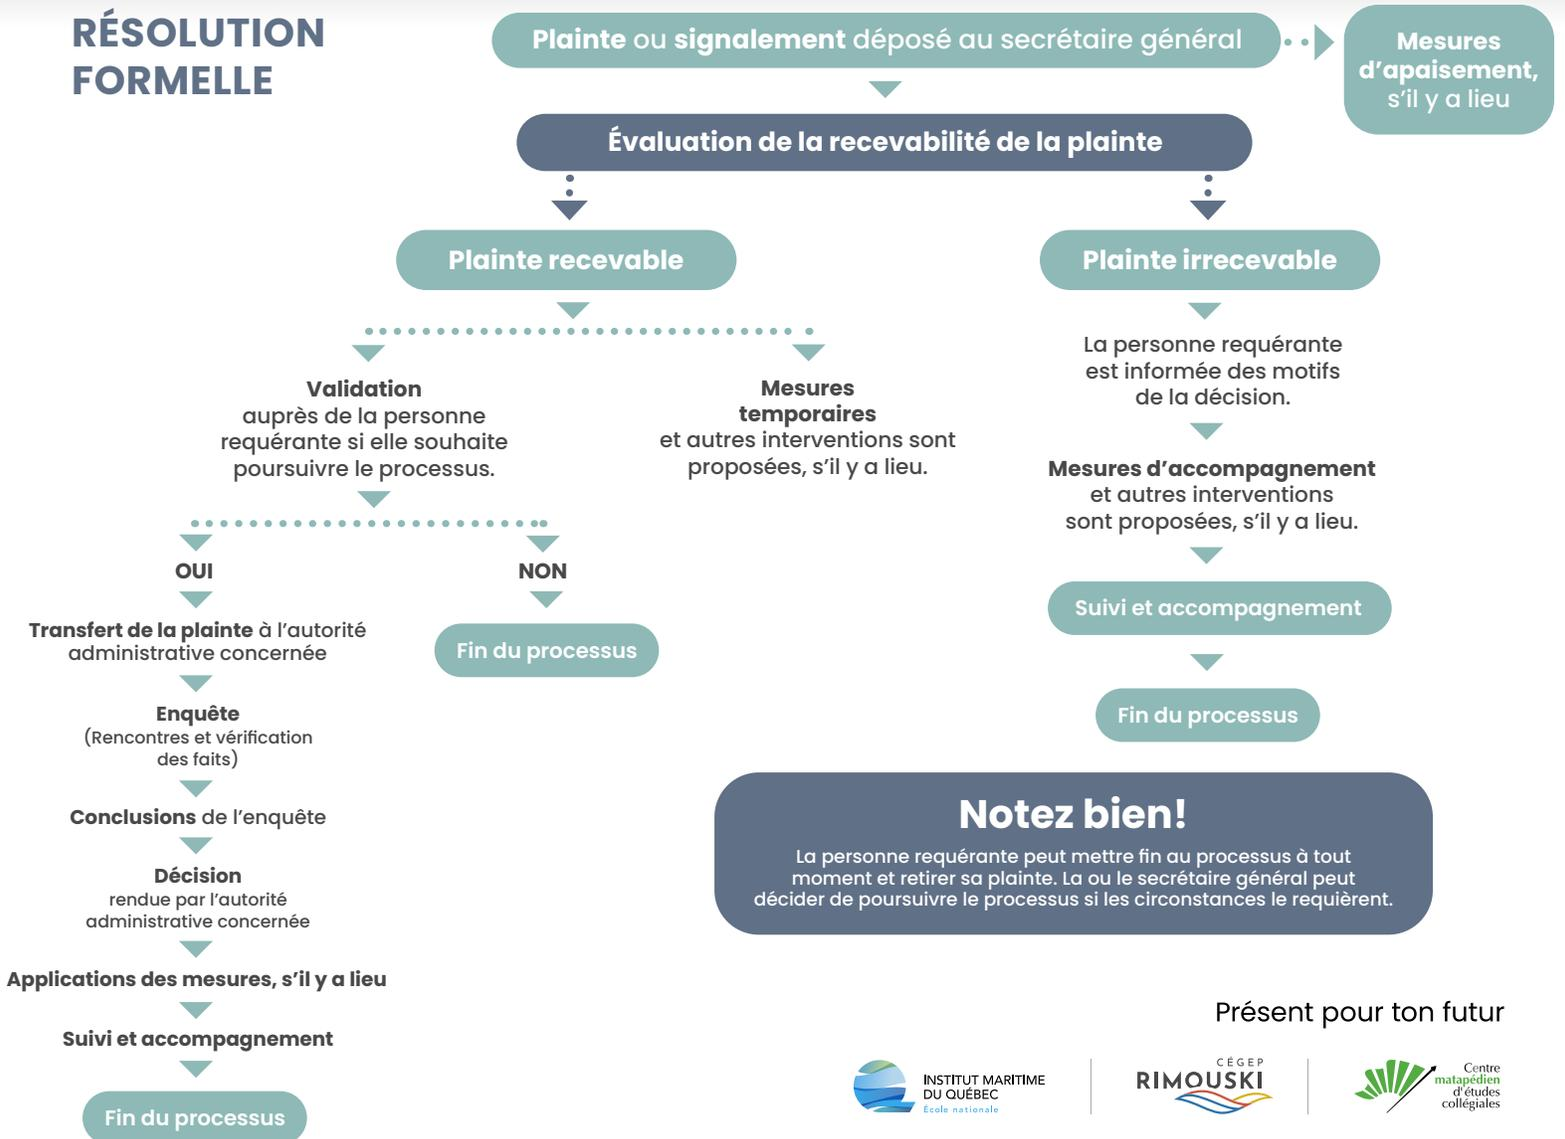 RÉSOLUTION
FORMELLE
Plainte ou signalement déposé au secrétaire général
Mesures
d'apaisement,
s'il y a lieu
Évaluation de la recevabilité de la plainte
Plainte recevable
Validation
auprès de la personne
requérante si elle souhaite
poursuivre le processus.
Mesures
temporaires
et autres interventions sont
proposées, s'il y a lieu.
OUI
Transfert de la plainte à l'autorité
administrative concernée
Enquête
(Rencontres et vérification
des faits)
Conclusions de l'enquête
Décision
rendue par l'autorité
administrative concernée
Applications des mesures, s'il y a lieu
Suivi et accompagnement
Fin du processus
NON
Fin du processus
Plainte irrecevable
La personne requérante
est informée des motifs
de la décision.
Mesures d'accompagnement
et autres interventions
sont proposées, s'il y a lieu.
Suivi et accompagnement
Fin du processus
Notez bien!
La personne requérante peut mettre fin au processus à tout
moment et retirer sa plainte. La ou le secrétaire général peut
décider de poursuivre le processus si les circonstances le requièrent.
Présent pour ton futur
INSTITUT MARITIME
DU QUÉBEC
École nationale
CÉGEP
RIMOUSKI
Centre
matapédien
d'études
collégiales